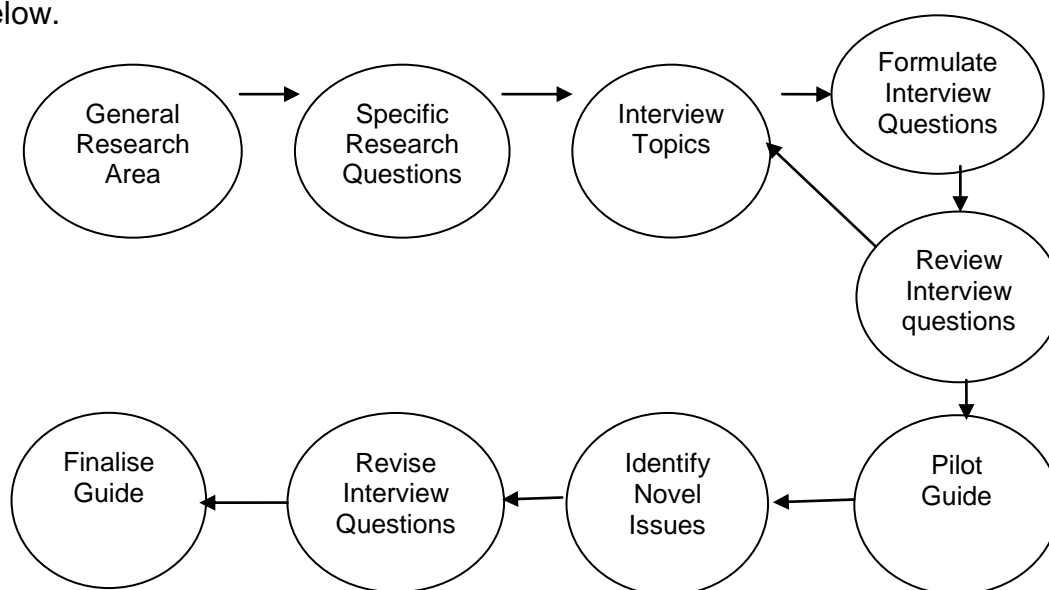 General
Research
Area
Specific
Research
Questions
Interview
Topics
Formulate
Interview
Questions
Review
Interview
questions
Pilot
Guide
Identify
Novel
Issues
Revise
Interview
Questions
Finalise
Guide